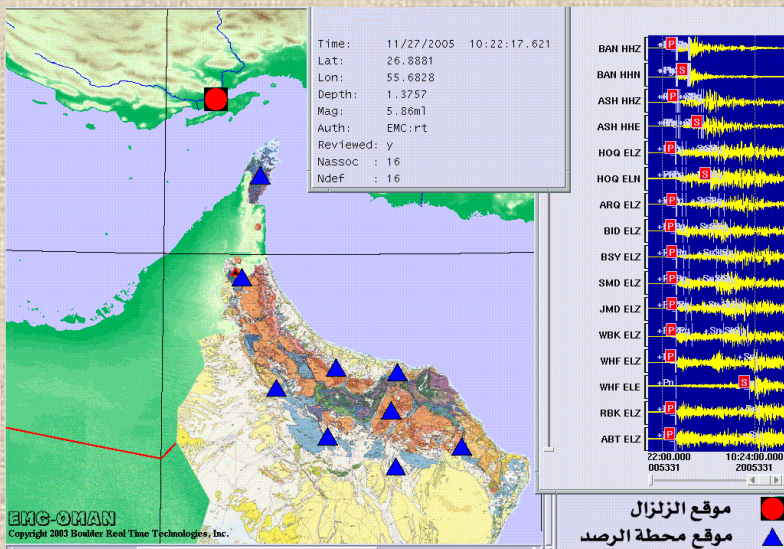 Time: 11/27/2005 10:22:17.621
Lat: 26.8881
Lon: 55.6828
Depth: 1.3757
Mag: 5.86ml
Auth: EMC:rt
Reviewed: y
Nassoc : 16
Ndef : 16
BAN HHZ
BAN HHN
ASH HHZ
ASH HHE
HOQ ELZ
HOQ ELN
ARQ ELZ
BID ELZ
BSY ELZ
SMD ELZ
JMD ELZ
WBK ELZ
WHF ELZ
WHF ELE
RBK ELZ
ABT ELZ
P
S
P
S
P
S
P
P
P
P
P
P
P
S
P
P
22:00.000 10:24:00.000
005331 2005331
موقع الزلزال
موقع محطة الرصد
EMC-OMAN
Copyright 2003 Boulder Real Time Technologies, Inc.